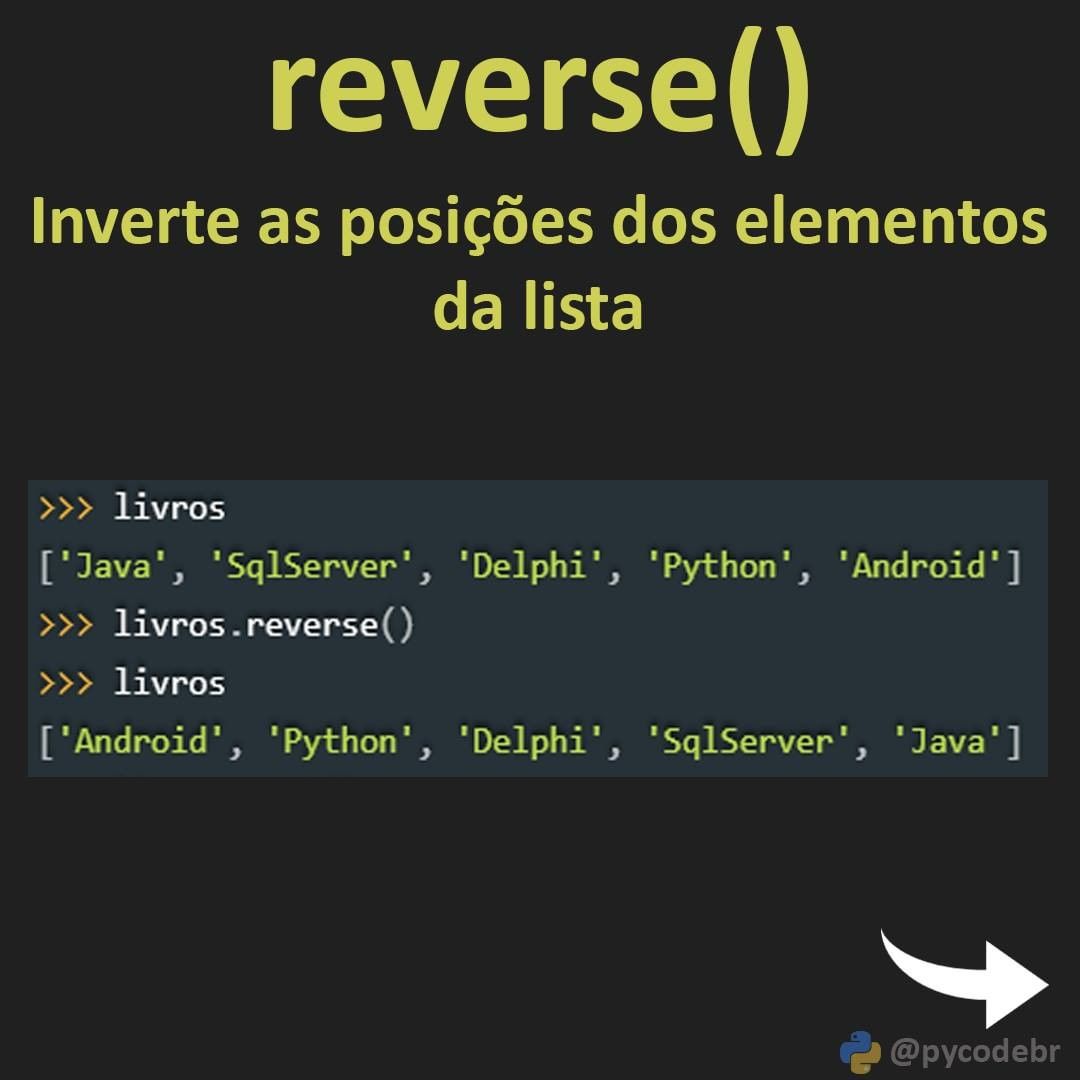 reverse()
Inverte as posições dos elementos
da lista
>>> livros
['Java', 'SqlServer', 'Delphi', 'Python', 'Android']
>>> livros.reverse()
>>> livros
['Android', 'Python', 'Delphi', 'SqlServer', 'Java']
@pycodebr